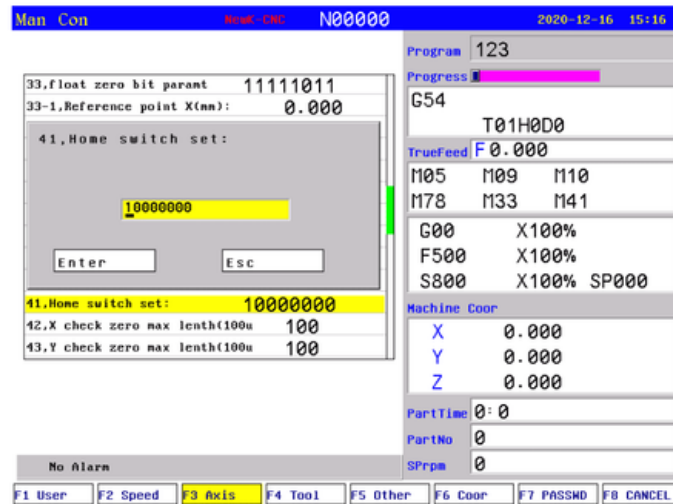 Man Con NewK-CNC N00000 2020-12-16 15:16
Program 123
Progress
33,float zero bit paramt 11111011
33-1,Reference point X(mm): 0.000
41,Home switch set:
10000000
Enter Esc
41,Home switch set: 10000000
42,X check zero max lenth(100u 100
43,Y check zero max lenth(100u 100
G54
T01H0D0
TrueFeed F0.000
M05 M09 M10
M78 M33 M41
G00 X100%
F500 X100%
S800 X100% SP000
Machine Coor
X 0.000
Y 0.000
Z 0.000
PartTime 0:0
PartNo 0
SPrpm 0
No Alarm
F1 User F2 Speed F3 Axis F4 Tool F5 Other F6 Coor F7 PASSWD F8 CANCEL